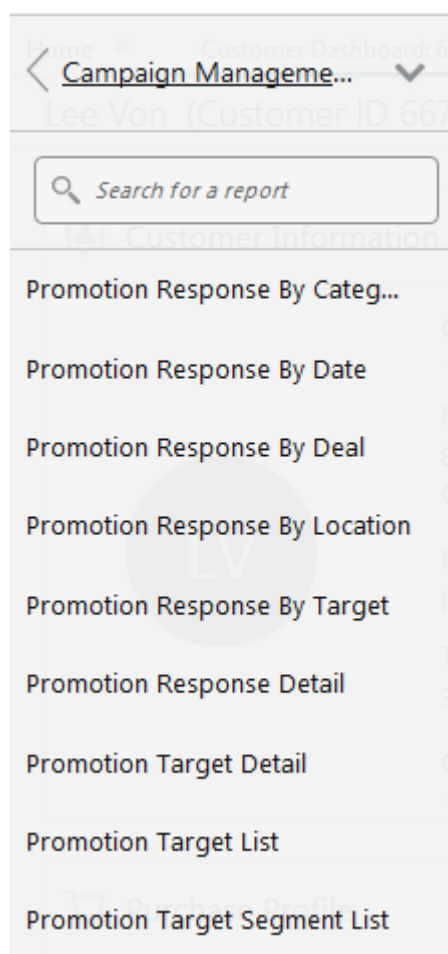 Home × Customer Dashboard: 6
Campaign Manageme...
Lee Von (Customer ID 667
Search for a report
Customer Information
Promotion Response By Categ...
Promotion Response By Date
Promotion Response By Deal
Promotion Response By Location
LV
Promotion Response By Target
Promotion Response Detail
Promotion Target Detail
Promotion Target List
Purchase Profile
Promotion Target Segment List